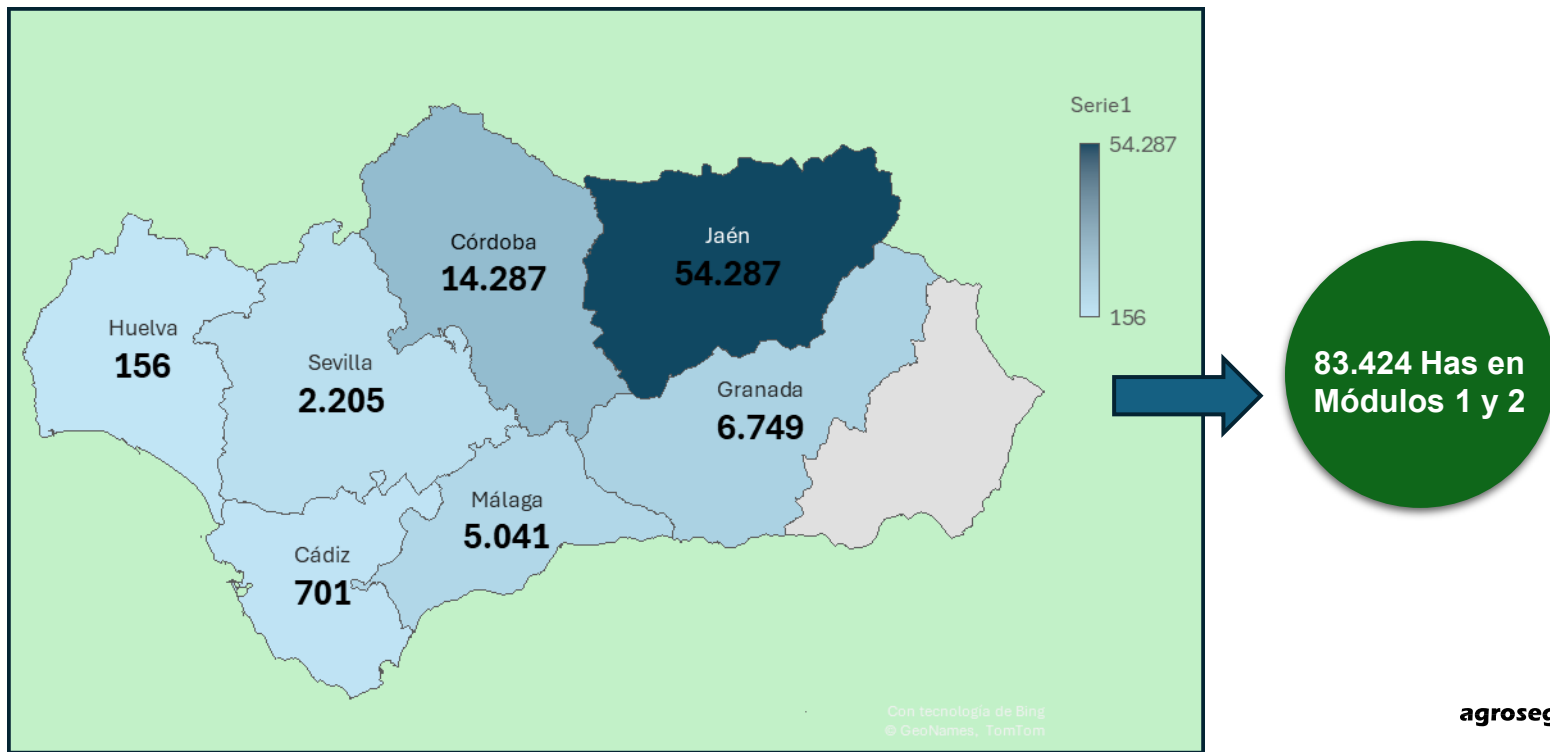 Serie1
54.287
156
Córdoba
14.287
Jaén
54.287
Huelva
156
Sevilla
2.205
Granada
6.749
Málaga
5.041
Cádiz
701
83.424 Has en
Módulos 1 y 2
Con tecnología de Bing
© GeoNames, TomTom